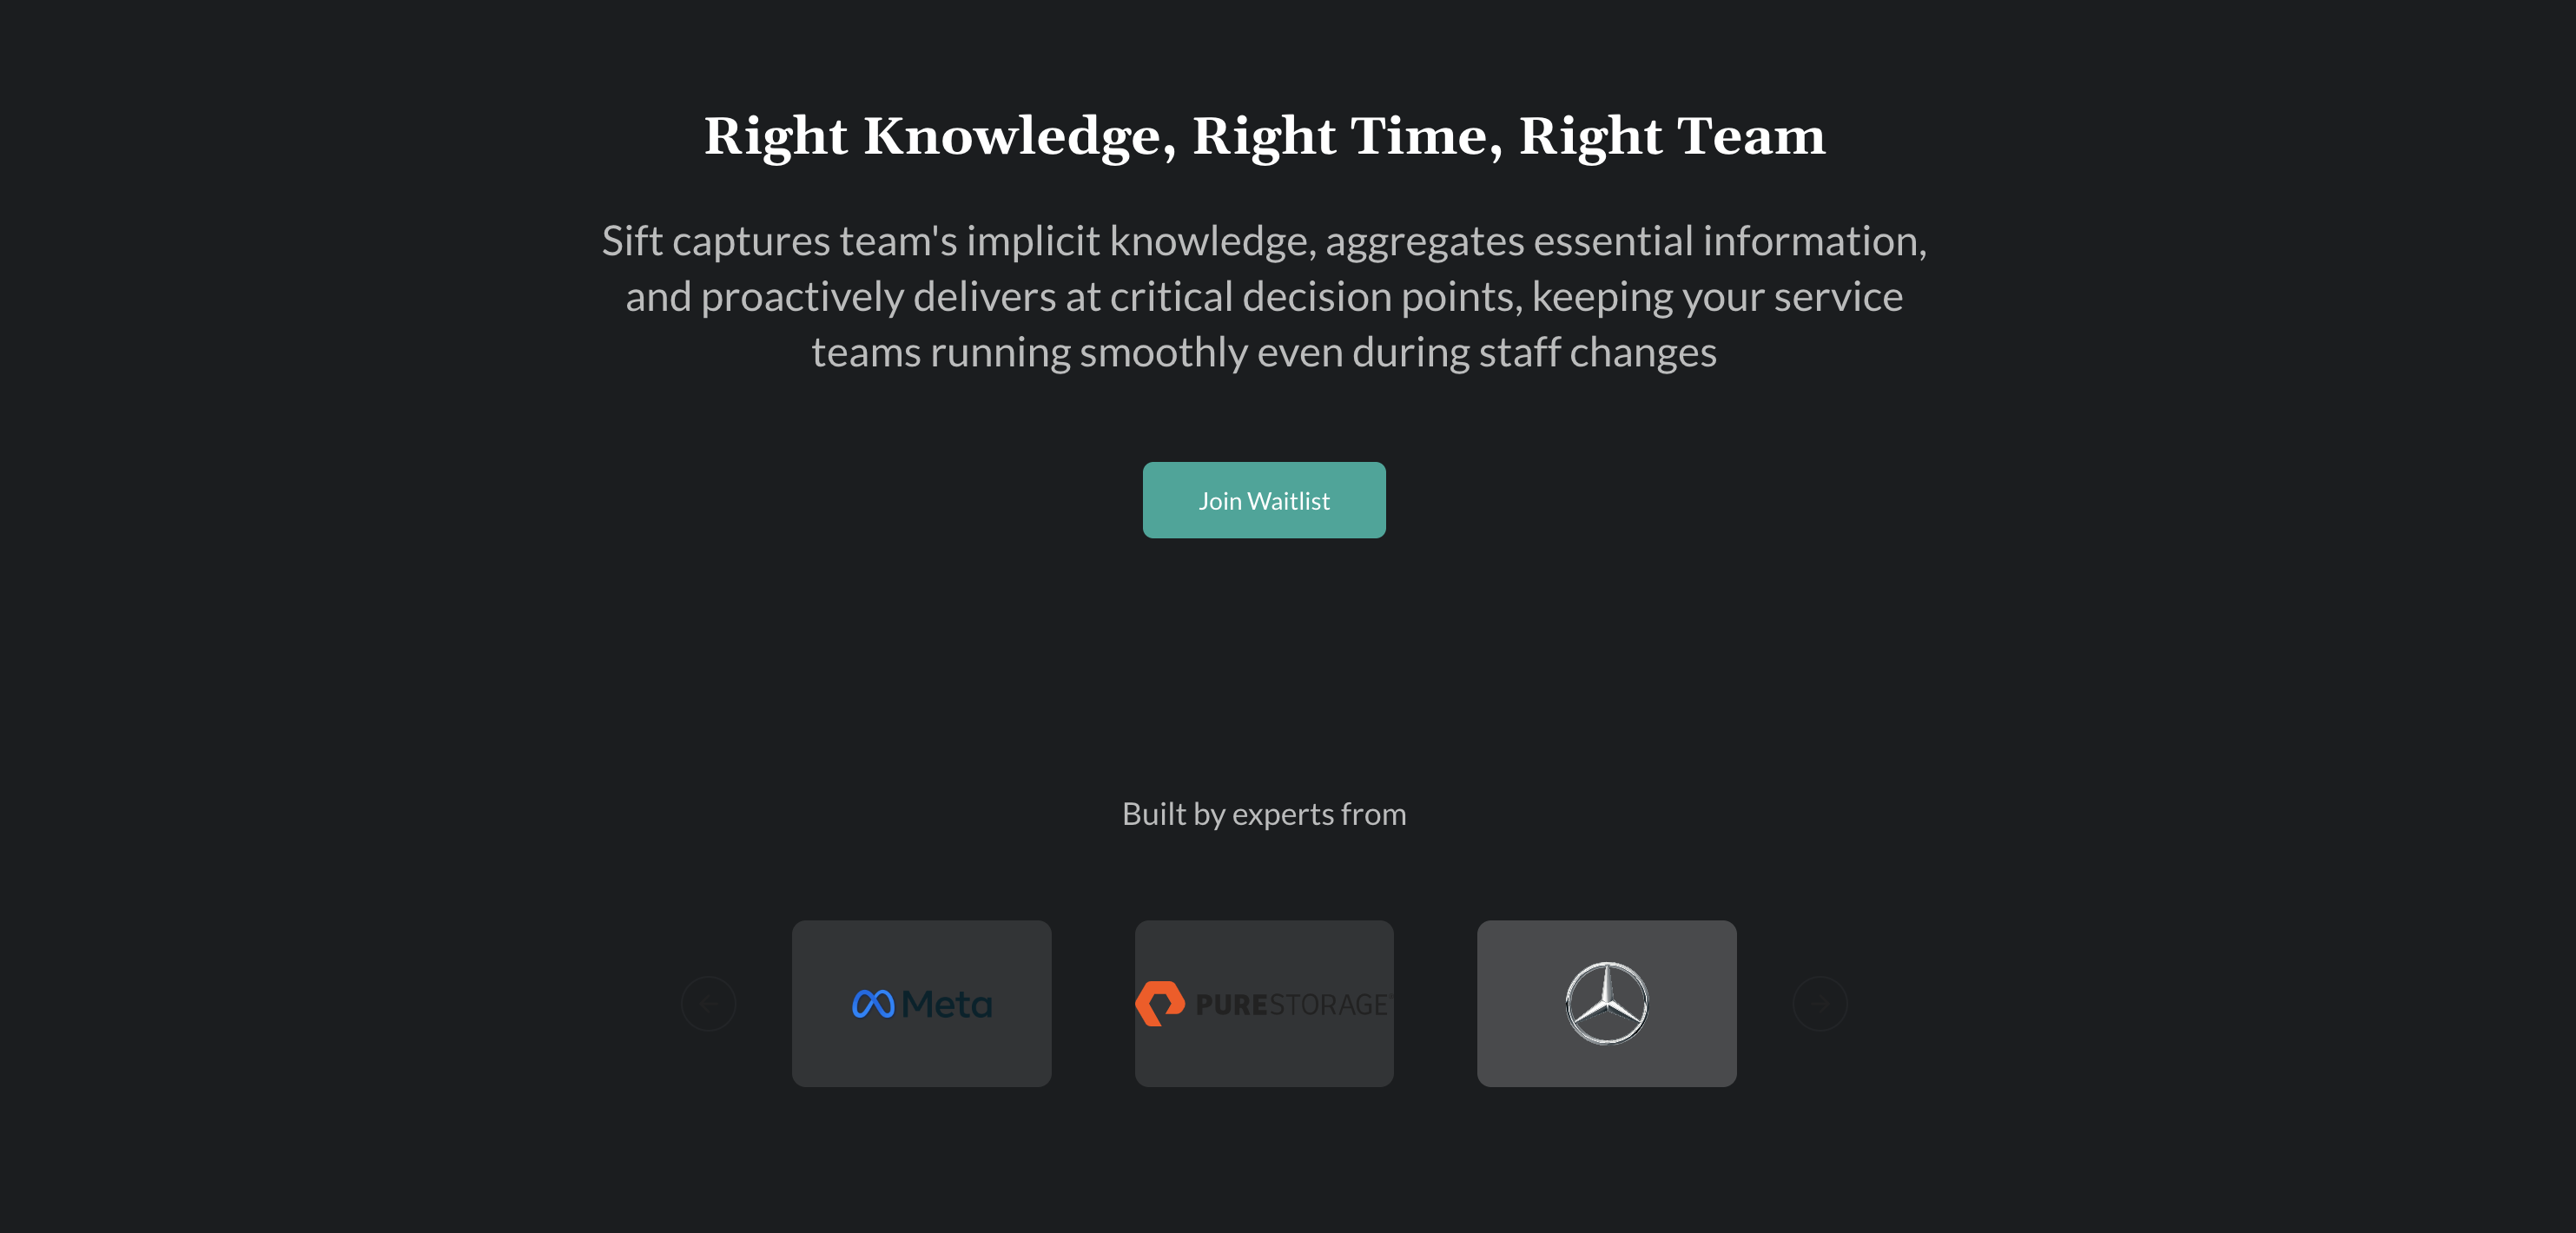 Right Knowledge, Right Time, Right Team
Sift captures team's implicit knowledge, aggregates essential information,
and proactively delivers at critical decision points, keeping your service
teams running smoothly even during staff changes
Join Waitlist
Built by experts from
Meta
PURESTORAGE